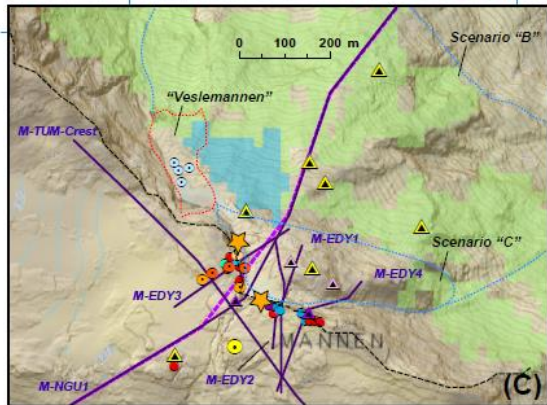 Scenario "B"
0 100 200 m
"Veslemannen"
M-TUM-Crest
M-EDY1
Scenario "C"
M-EDY4
M-EDY3
MANNEN
M-EDY2
M-NGU1
(C)